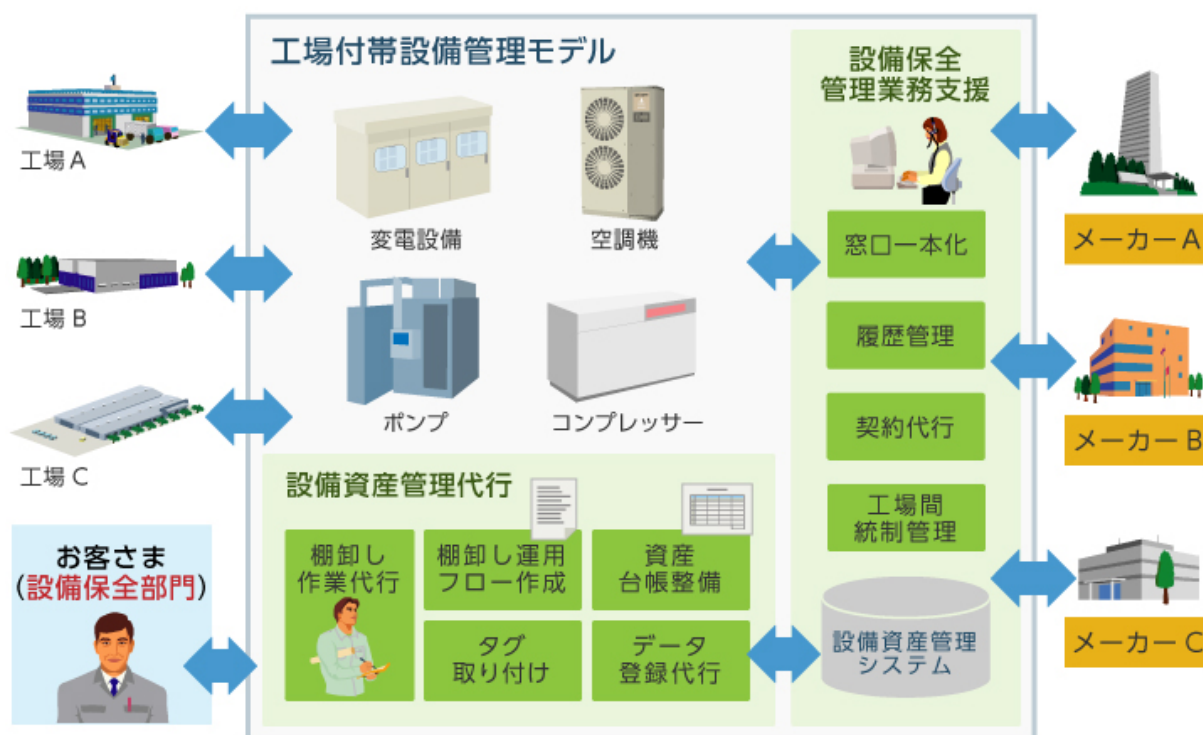 工場付帯設備管理モデル
設備保全
管理業務支援
工場 A
変電設備
空調機
窓口一本化
メーカー A
工場 B
履歴管理
ポンプ
コンプレッサー
契約代行
メーカー B
工場 C
設備資産管理代行
工場間
統制管理
お客さま
(設備保全部門)
棚卸し
作業代行
棚卸し運用
フロー作成
資産
台帳整備
タグ
取り付け
データ
登録代行
設備資産管理
システム
メーカー C